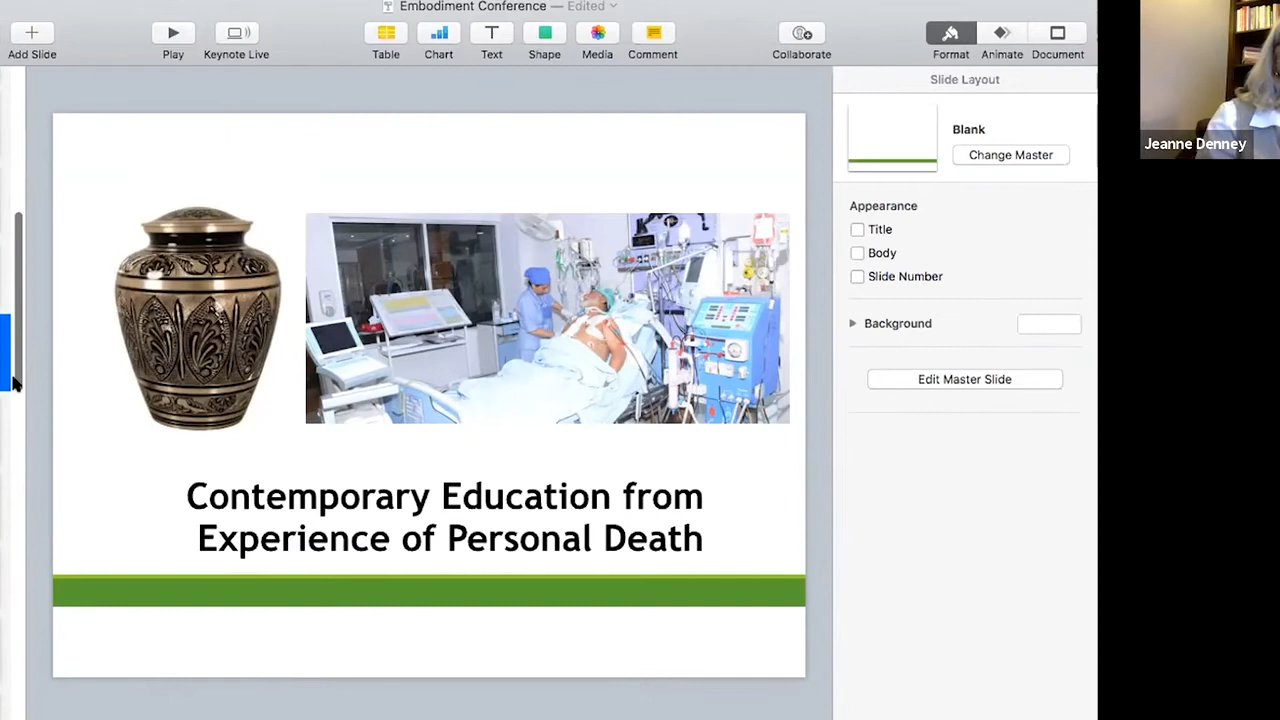 Embodiment Conference — Edited
Add Slide
Play
Keynote Live
Table
Chart
Text
Shape
Media
Comment
Collaborate
Format
Animate
Document
Slide Layout
Blank
Change Master
Appearance
Title
Body
Slide Number
Background
Edit Master Slide
Jeanne Denney
Contemporary Education from
Experience of Personal Death